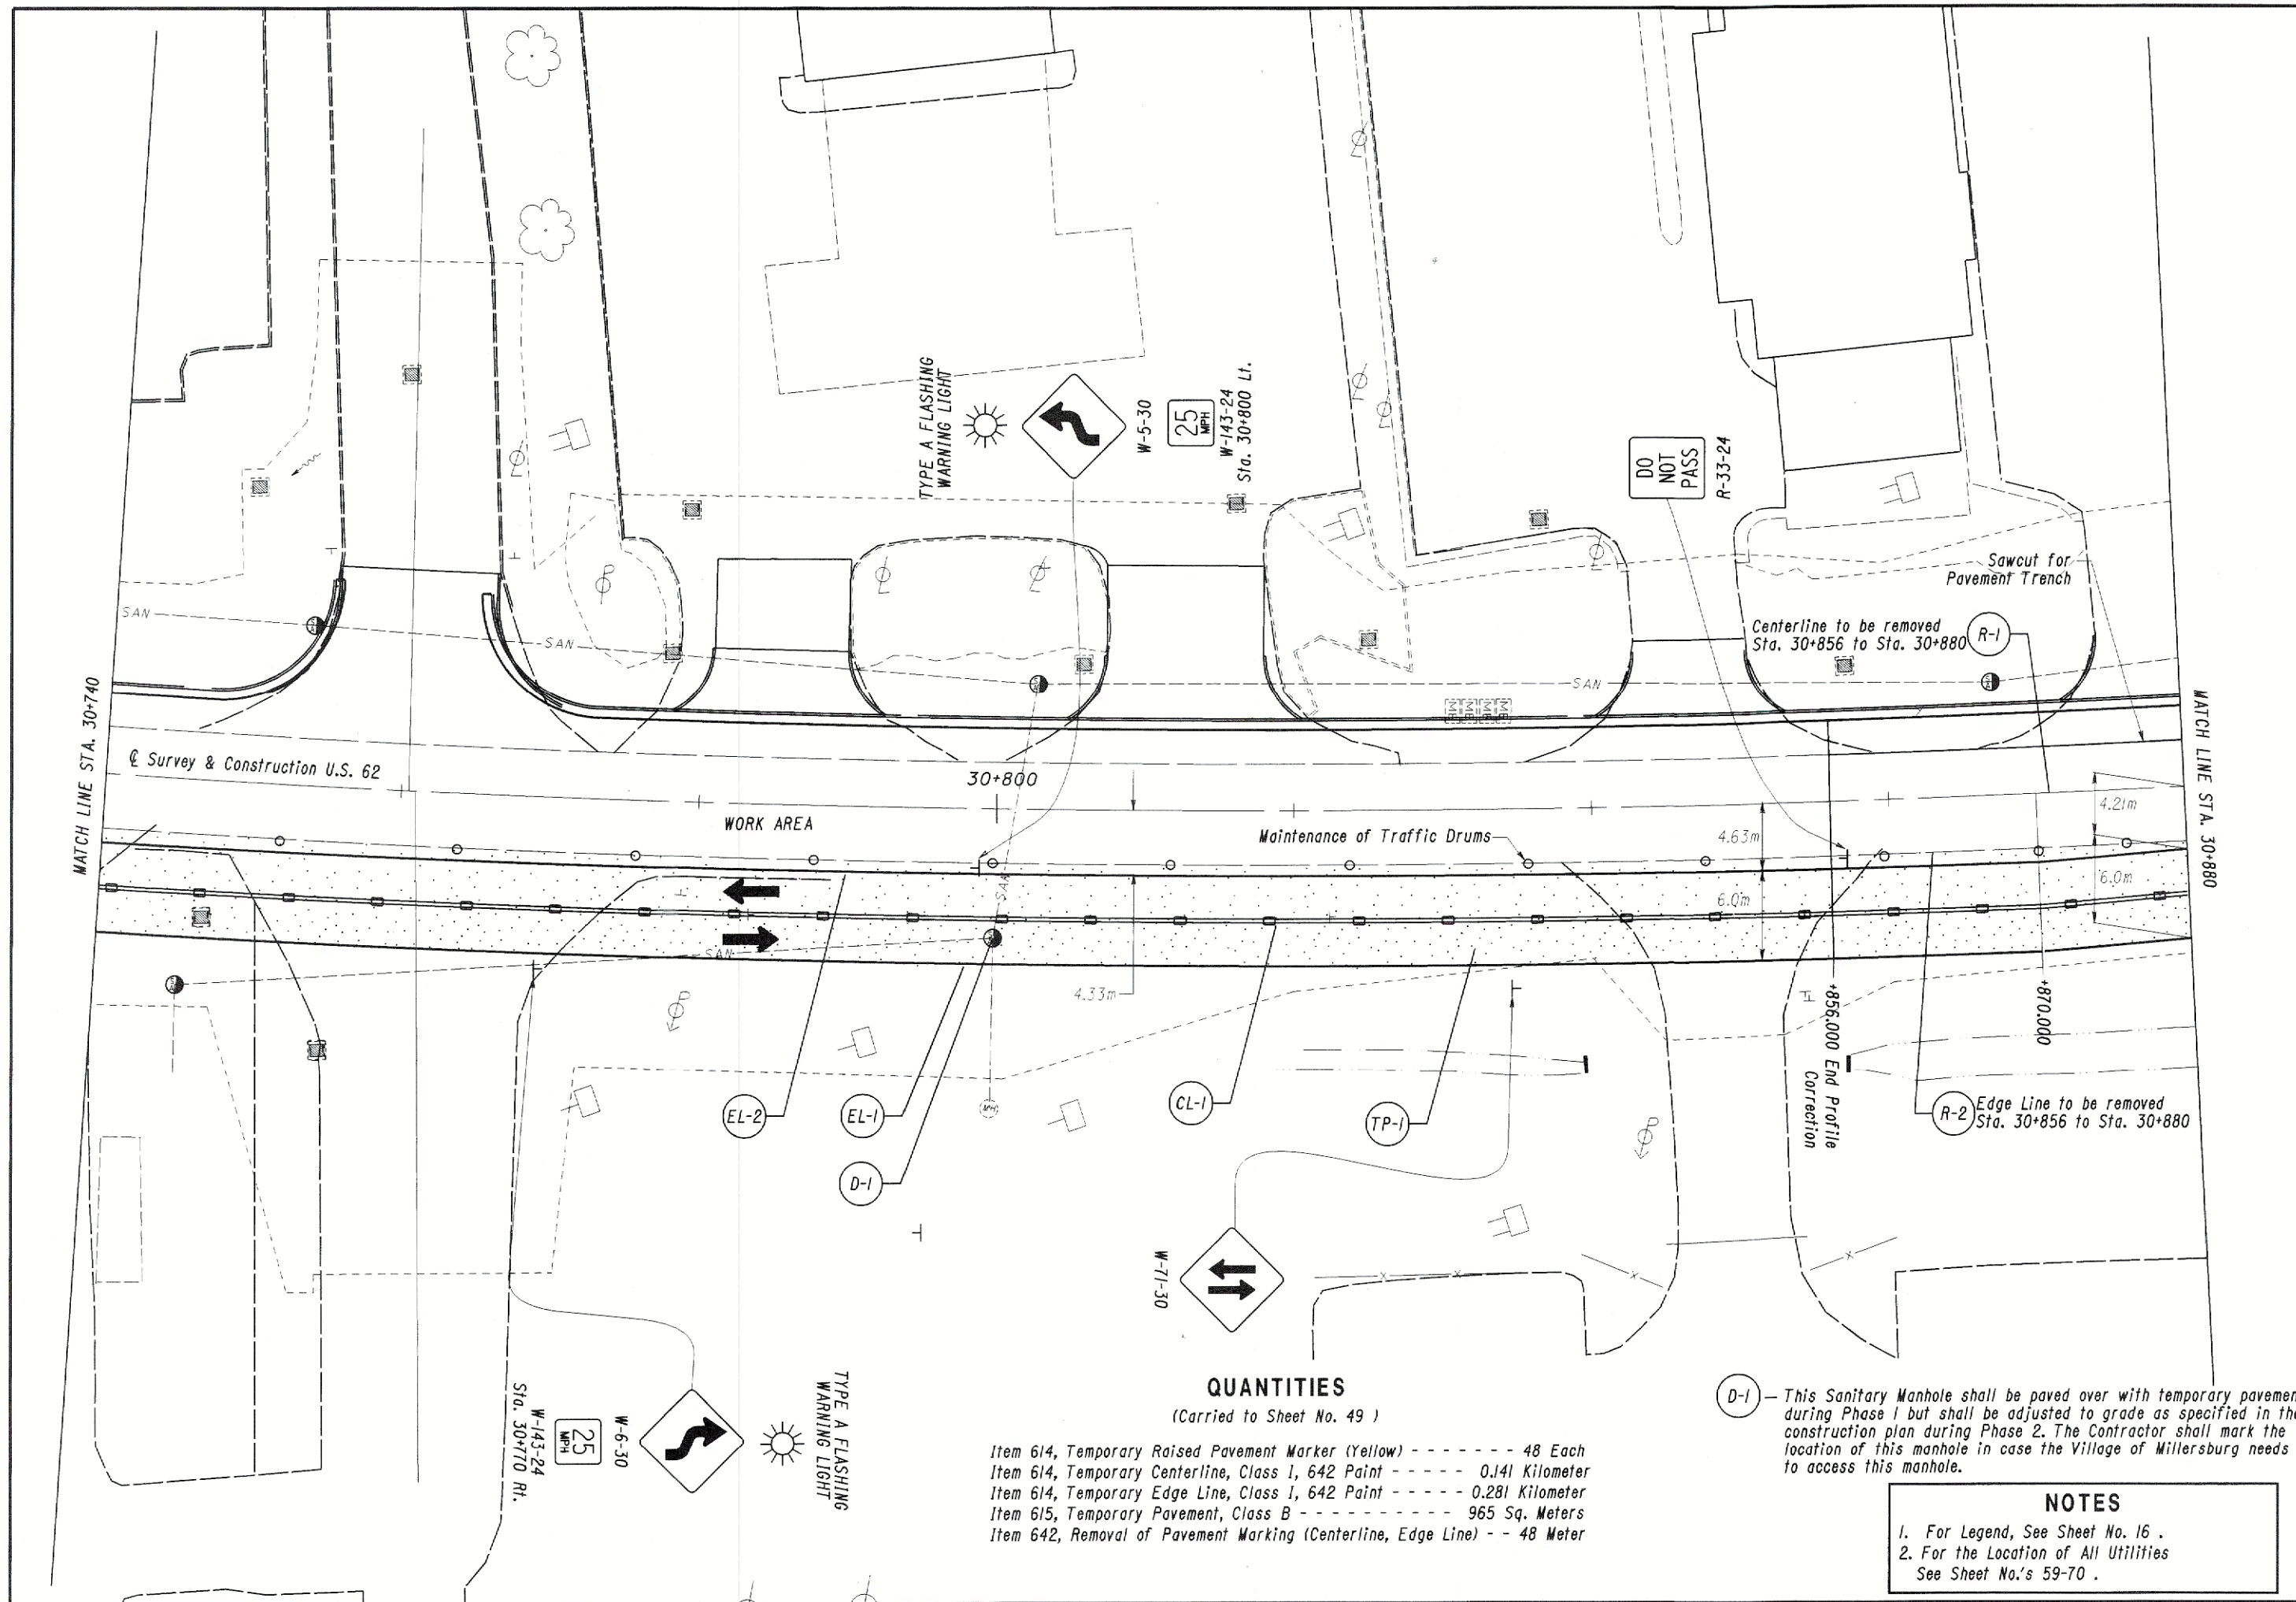 TYPE A FLASHING
WARNING LIGHT
W-5-30
25
MPH
W-143-24
Sta. 30+800 Lt.
DO
NOT
PASS
R-33-24
Sawcut for
Pavement Trench
Centerline to be removed
Sta. 30+856 to Sta. 30+880
R-1
SAN
SAN
SAN
MB
MB
MB
MB
MATCH LINE STA. 30+740
℄ Survey & Construction U.S. 62
30+800
WORK AREA
Maintenance of Traffic Drums
4.63m
4.21m
MATCH LINE STA. 30+880
6.0m
6.0m
SAN
SAN
4.33m
+856.000 End Profile
Correction
+870.000
EL-2
EL-1
MH
CL-1
TP-1
R-2
Edge Line to be removed
Sta. 30+856 to Sta. 30+880
D-1
W-71-30
TYPE A FLASHING
WARNING LIGHT
W-6-30
25
MPH
W-143-24
Sta. 30+770 Rt.
QUANTITIES
(Carried to Sheet No. 49 )
Item 614, Temporary Raised Pavement Marker (Yellow) - - - - - - - 48 Each
Item 614, Temporary Centerline, Class I, 642 Paint - - - - - 0.141 Kilometer
Item 614, Temporary Edge Line, Class I, 642 Paint - - - - - 0.281 Kilometer
Item 615, Temporary Pavement, Class B - - - - - - - - - - 965 Sq. Meters
Item 642, Removal of Pavement Marking (Centerline, Edge Line) - - 48 Meter
D-1
This Sanitary Manhole shall be paved over with temporary pavemen
during Phase 1 but shall be adjusted to grade as specified in the
construction plan during Phase 2. The Contractor shall mark the
location of this manhole in case the Village of Millersburg needs
to access this manhole.
NOTES
1. For Legend, See Sheet No. 16 .
2. For the Location of All Utilities
See Sheet No.'s 59-70 .